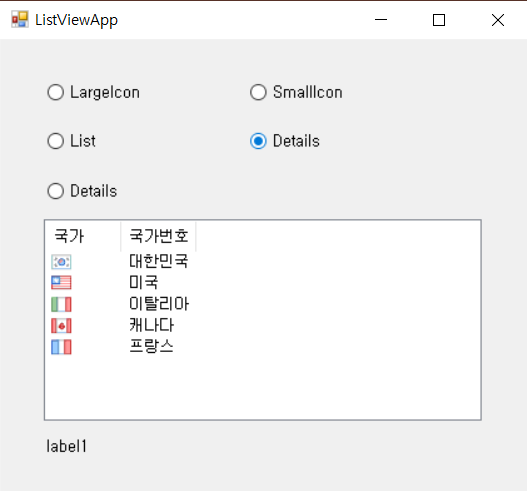 ListViewApp
LargeIcon SmallIcon
List Details
Details
국가 국가번호
대한민국
미국
이탈리아
캐나다
프랑스
label1